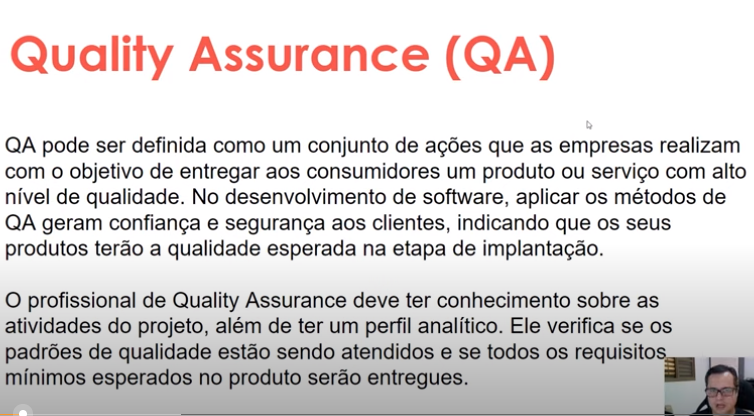 Quality Assurance (QA)
QA pode ser definida como um conjunto de ações que as empresas realizam
com o objetivo de entregar aos consumidores um produto ou serviço com alto
nível de qualidade. No desenvolvimento de software, aplicar os métodos de
QA geram confiança e segurança aos clientes, indicando que os seus
produtos terão a qualidade esperada na etapa de implantação.
O profissional de Quality Assurance deve ter conhecimento sobre as
atividades do projeto, além de ter um perfil analítico. Ele verifica se os
padrões de qualidade estão sendo atendidos e se todos os requisitos
mínimos esperados no produto serão entregues.